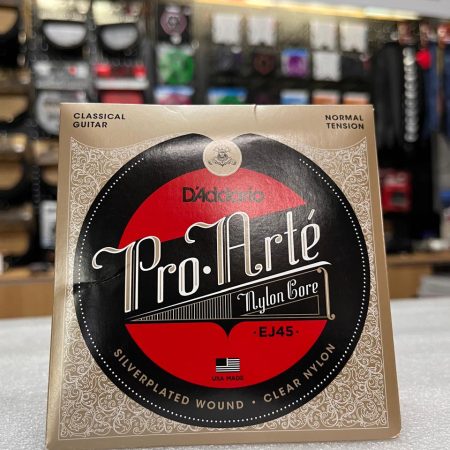 CLASSICAL
GUITAR
NORMAL
TENSION
D'Addario
Pro·Arté
Nylon Core
·EJ45·
USA MADE
SILVERPLATED WOUND · CLEAR NYLON